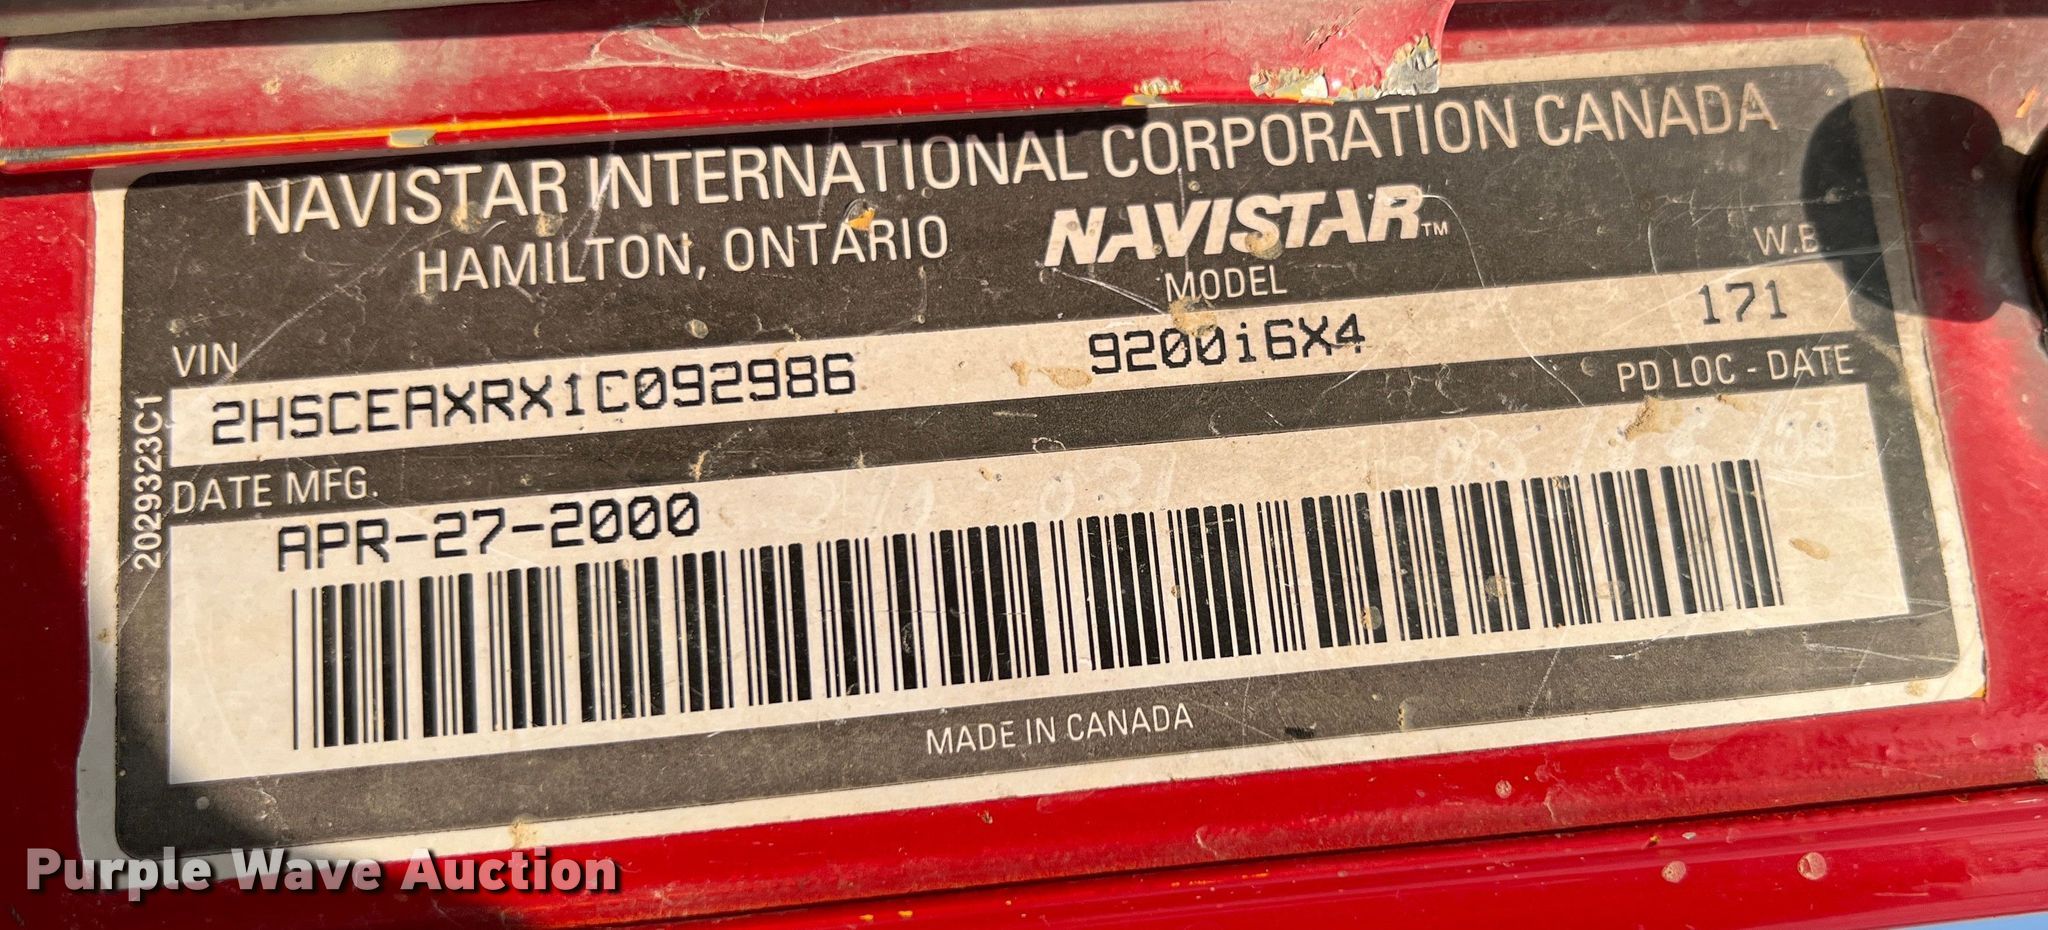 NAVISTAR INTERNATIONAL CORPORATION CANADA
HAMILTON, ONTARIO
NAVISTAR™
VIN
MODEL
W.B.
2HSCEAXRX1C092986
9200i6X4
171
DATE MFG.
PD LOC - DATE
APR-27-2000
2029323C1
MADE IN CANADA
Purple Wave Auction